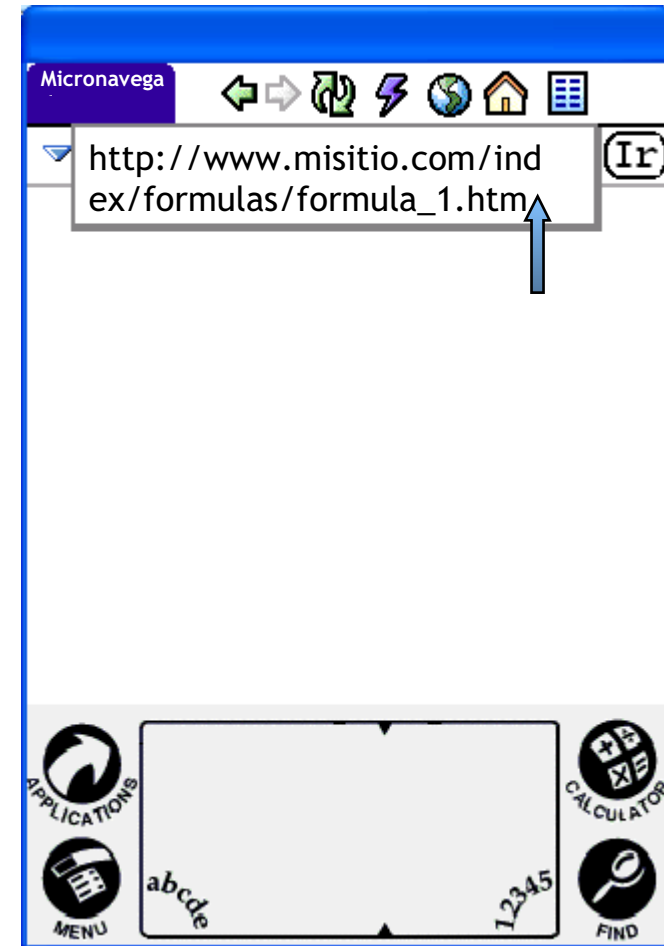 Micronavega
http://www.misitio.com/ind
ex/formulas/formula_1.htm
Ir
APPLICATIONS
CALCULATOR
abcde
12345
MENU
FIND